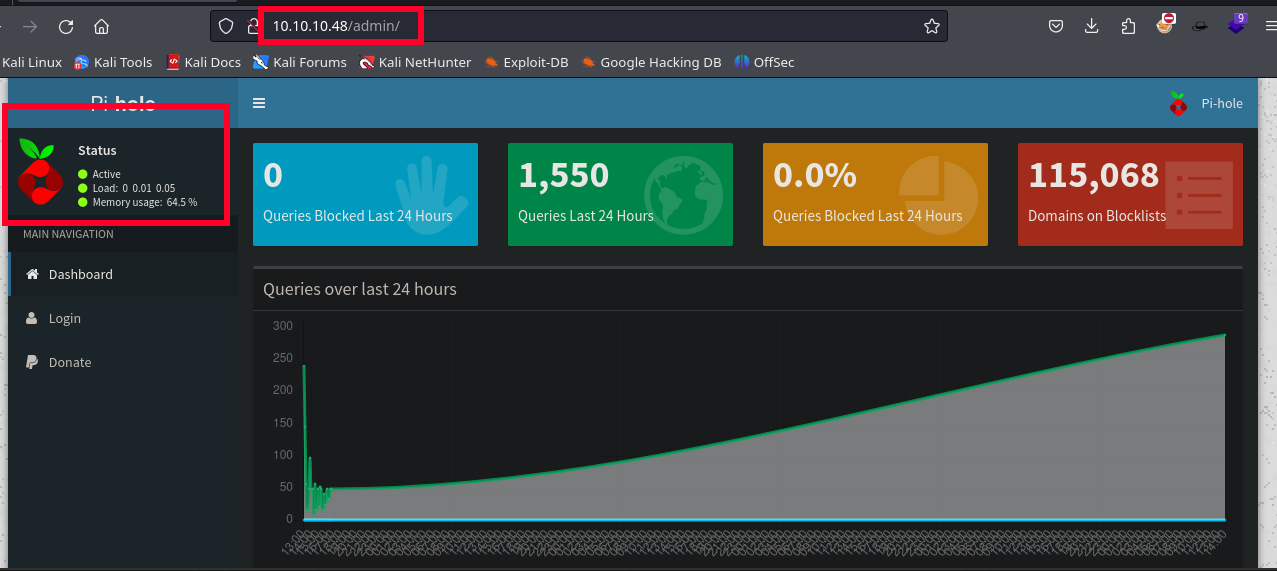 10.10.10.48/admin/
9
Kali Linux Kali Tools Kali Docs Kali Forums Kali NetHunter Exploit-DB Google Hacking DB OffSec
Pi-hole
Pi-hole
Status
Active
Load: 0 0.01 0.05
Memory usage: 64.5 %
MAIN NAVIGATION
Dashboard
Login
Donate
0
Queries Blocked Last 24 Hours
1,550
Queries Last 24 Hours
0.0%
Queries Blocked Last 24 Hours
115,068
Domains on Blocklists
Queries over last 24 hours
300
250
200
150
100
50
0